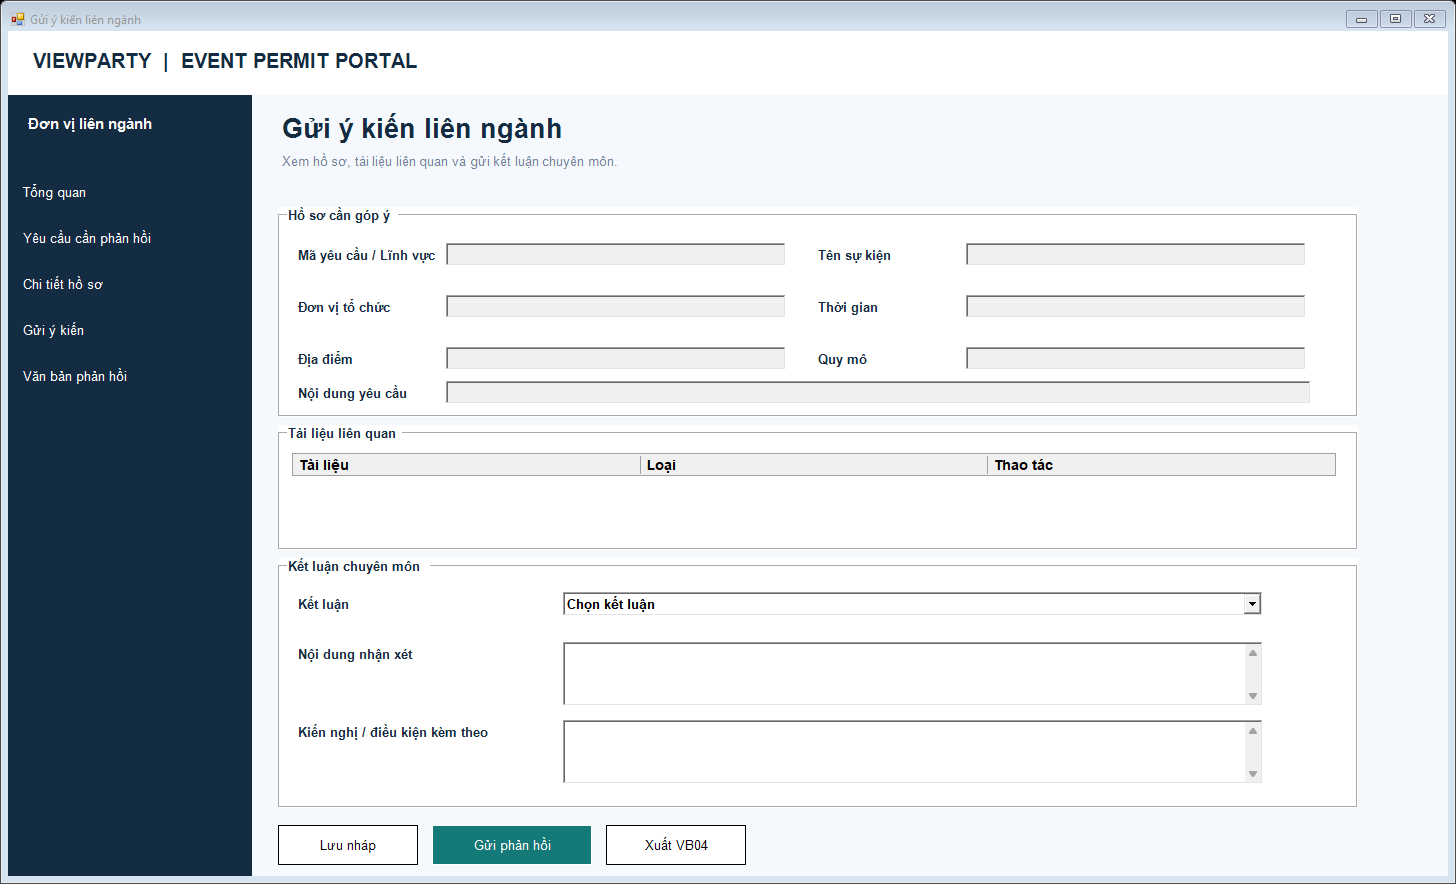 Gửi ý kiến liên ngành
VIEWPARTY | EVENT PERMIT PORTAL
Đơn vị liên ngành
Tổng quan
Yêu cầu cần phản hồi
Chi tiết hồ sơ
Gửi ý kiến
Văn bản phản hồi
Gửi ý kiến liên ngành
Xem hồ sơ, tài liệu liên quan và gửi kết luận chuyên môn.
Hồ sơ cần góp ý
Mã yêu cầu / Lĩnh vực
Tên sự kiện
Đơn vị tổ chức
Thời gian
Địa điểm
Quy mô
Nội dung yêu cầu
Tài liệu liên quan
Tài liệu Loại Thao tác
Kết luận chuyên môn
Kết luận
Chọn kết luận
Nội dung nhận xét
Kiến nghị / điều kiện kèm theo
Lưu nháp
Gửi phản hồi
Xuất VB04